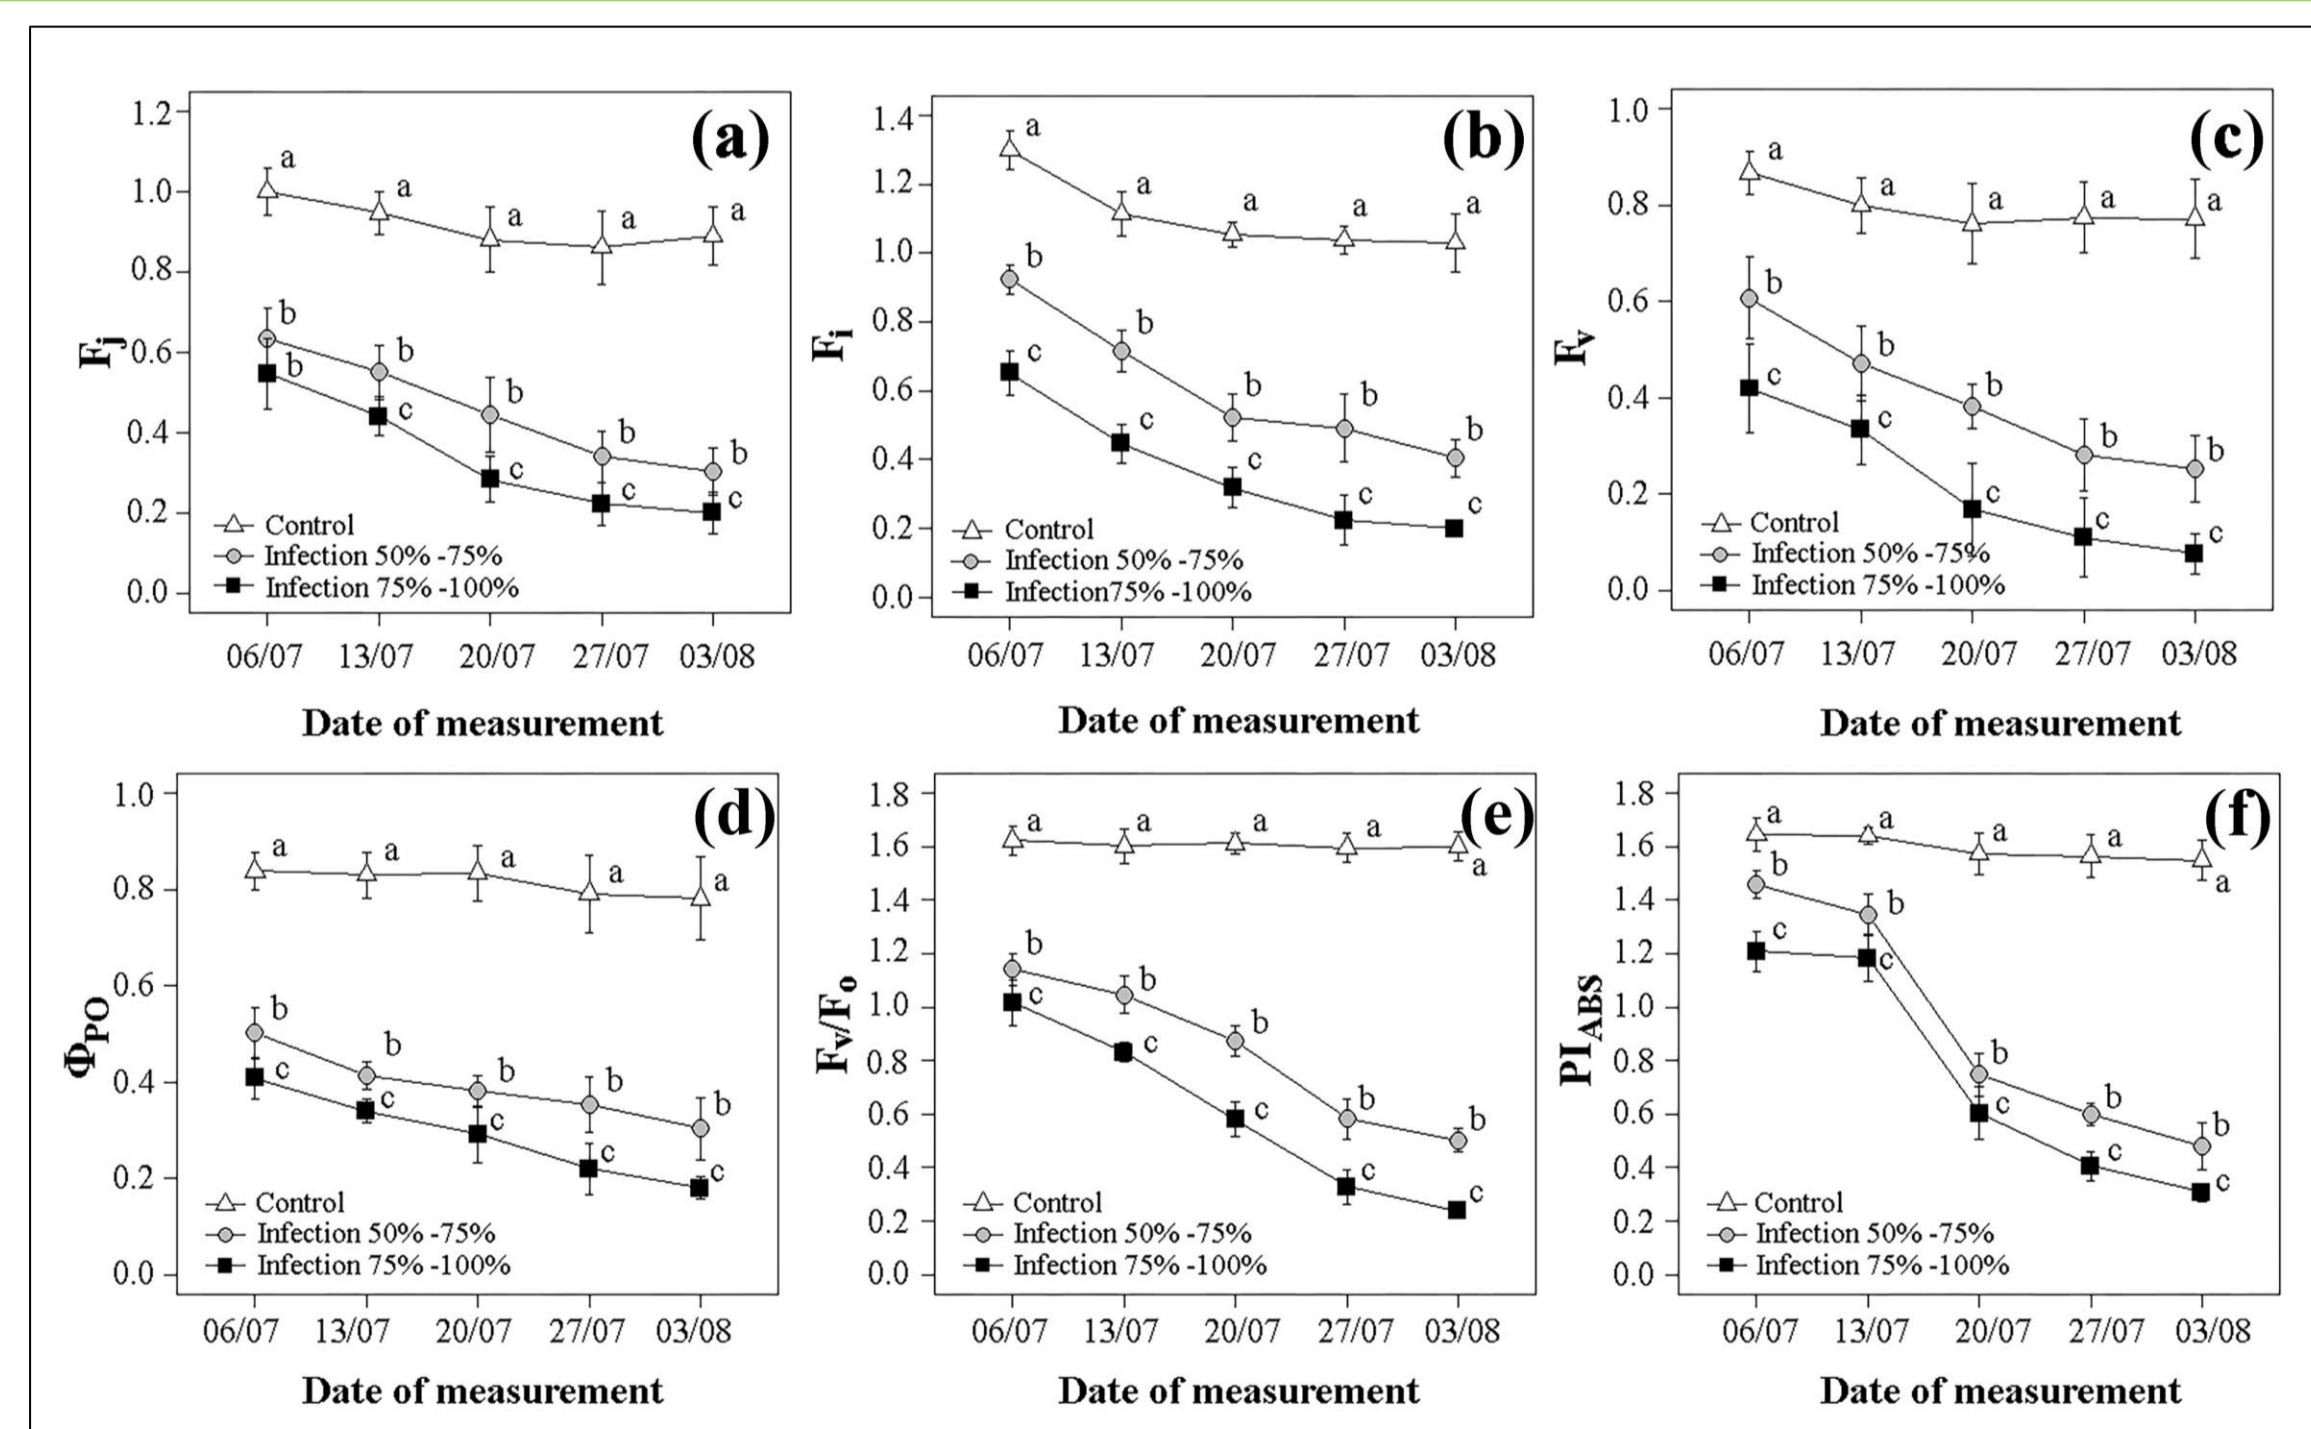 (a)
1.2
1.0
0.8
0.6
0.4
0.2
0.0
Fj
a
a
a
a
a
b
b
b
b
b
b
c
c
c
c
Control
Infection 50% -75%
Infection 75% -100%
06/07 13/07 20/07 27/07 03/08
Date of measurement
(b)
1.4
1.2
1.0
0.8
0.6
0.4
0.2
0.0
Fi
a
a
a
a
a
b
b
b
b
b
c
c
c
c
c
Control
Infection 50% -75%
Infection75% -100%
06/07 13/07 20/07 27/07 03/08
Date of measurement
(c)
1.0
0.8
0.6
0.4
0.2
0.0
Fv
a
a
a
a
a
b
b
b
b
b
c
c
c
c
c
Control
Infection 50% -75%
Infection 75% -100%
06/07 13/07 20/07 27/07 03/08
Date of measurement
(d)
1.0
0.8
0.6
0.4
0.2
0.0
ΦPO
a
a
a
a
a
b
b
b
b
b
c
c
c
c
c
Control
Infection 50% -75%
Infection 75% -100%
06/07 13/07 20/07 27/07 03/08
Date of measurement
(e)
1.8
1.6
1.4
1.2
1.0
0.8
0.6
0.4
0.2
0.0
Fv/Fo
a
a
a
a
a
b
b
b
b
b
c
c
c
c
c
Control
Infection 50% -75%
Infection 75% -100%
06/07 13/07 20/07 27/07 03/08
Date of measurement
(f)
1.8
1.6
1.4
1.2
1.0
0.8
0.6
0.4
0.2
0.0
PIABS
a
a
a
a
a
b
b
b
b
b
c
c
c
c
c
Control
Infection 50% -75%
Infection 75% -100%
06/07 13/07 20/07 27/07 03/08
Date of measurement